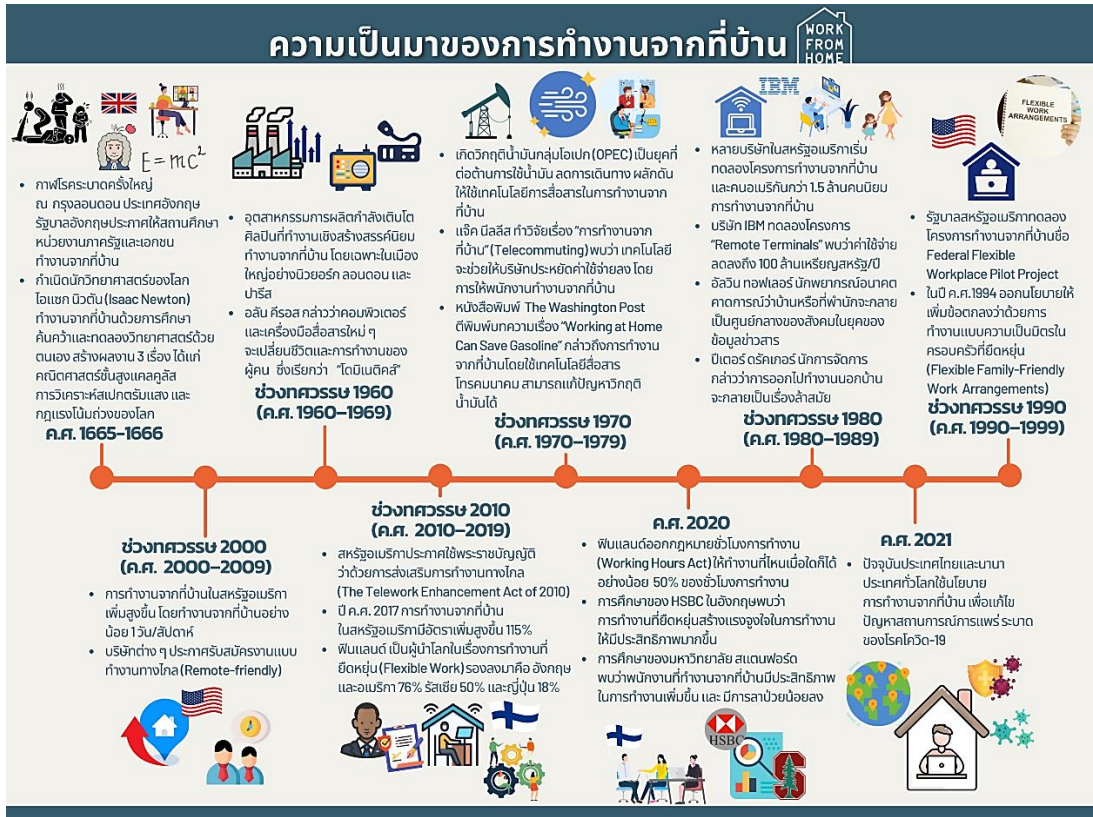 ความเป็นมาของการทำงานจากที่บ้าน
WORK
FROM
HOME
E=mc²
• กาฬโรคระบาดครั้งใหญ่
ณ กรุงลอนดอน ประเทศอังกฤษ
รัฐบาลอังกฤษประกาศให้สถานศึกษา
หน่วยงานภาครัฐและเอกชน
ทำงานจากที่บ้าน
• กำเนิดนักวิทยาศาสตร์ของโลก
ไอแซก นิวตัน (Isaac Newton)
ทำงานจากที่บ้านด้วยการศึกษา
ค้นคว้าและทดลองวิทยาศาสตร์ด้วย
ตนเอง สร้างผลงาน 3 เรื่อง ได้แก่
คณิตศาสตร์ชั้นสูงแคลคูลัส
การวิเคราะห์สเปกตรัมแสง และ
กฎแรงโน้มถ่วงของโลก
ค.ศ. 1665-1666
• อุตสาหกรรมการผลิตกำลังเติบโต
ศิลปินที่ทำงานเชิงสร้างสรรค์นิยม
ทำงานจากที่บ้าน โดยเฉพาะในเมือง
ใหญ่อย่างนิวยอร์ก ลอนดอน และ
ปารีส
• อลัน คีรอส กล่าวว่าคอมพิวเตอร์
และเครื่องมือสื่อสารใหม่ ๆ
จะเปลี่ยนชีวิตและการทำงานของ
ผู้คน ซึ่งเรียกว่า "โดมิเนติคส์"
ช่วงทศวรรษ 1960
(ค.ศ. 1960–1969)
• เกิดวิกฤติน้ำมันกลุ่มโอเปก (OPEC) เป็นยุคที่
ต่อต้านการใช้น้ำมัน ลดการเดินทาง ผลักดัน
ให้ใช้เทคโนโลยีการสื่อสารในการทำงานจาก
ที่บ้าน
• แจ๊ค นีลลีส ทำวิจัยเรื่อง "การทำงานจาก
ที่บ้าน" (Telecommuting) พบว่า เทคโนโลยี
จะช่วยให้บริษัทประหยัดค่าใช้จ่ายลง โดย
การให้พนักงานทำงานจากที่บ้าน
• หนังสือพิมพ์ The Washington Post
ตีพิมพ์บทความเรื่อง "Working at Home
Can Save Gasoline" กล่าวถึงการทำงาน
จากที่บ้านโดยใช้เทคโนโลยีสื่อสาร
โทรคมนาคม สามารถแก้ปัญหาวิกฤติ
น้ำมันได้
ช่วงทศวรรษ 1970
(ค.ศ. 1970–1979)
IBM
• หลายบริษัทในสหรัฐอเมริกาเริ่ม
ทดลองโครงการทำงานจากที่บ้าน
และคนอเมริกันกว่า 1.5 ล้านคนนิยม
การทำงานจากที่บ้าน
• บริษัท IBM ทดลองโครงการ
"Remote Terminals" พบว่าค่าใช้จ่าย
ลดลงถึง 100 ล้านเหรียญสหรัฐ/ปี
• อัลวิน ทอฟเลอร์ นักพยากรณ์อนาคต
คาดการณ์ว่าบ้านหรือที่พำนักจะกลาย
เป็นศูนย์กลางของสังคมในยุคของ
ข้อมูลข่าวสาร
• ปีเตอร์ ดรัคเกอร์ นักการจัดการ
กล่าวว่าการออกไปทำงานนอกบ้าน
จะกลายเป็นเรื่องล้าสมัย
ช่วงทศวรรษ 1980
(ค.ศ. 1980–1989)
FLEXIBLE
WORK
ARRANGEMENTS
• รัฐบาลสหรัฐอเมริกาทดลอง
โครงการทำงานจากที่บ้านชื่อ
Federal Flexible
Workplace Pilot Project
• ในปี ค.ศ.1994 ออกนโยบายให้
เพิ่มข้อตกลงว่าด้วยการ
ทำงานแบบความเป็นมิตรใน
ครอบครัวที่ยืดหยุ่น
(Flexible Family-Friendly
Work Arrangements)
ช่วงทศวรรษ 1990
(ค.ศ. 1990–1999)
ช่วงทศวรรษ 2000
(ค.ศ. 2000–2009)
• การทำงานจากที่บ้านในสหรัฐอเมริกา
เพิ่มสูงขึ้น โดยทำงานจากที่บ้านอย่าง
น้อย 1 วัน/สัปดาห์
• บริษัทต่าง ๆ ประกาศรับสมัครงานแบบ
ทำงานทางไกล (Remote-friendly)
ช่วงทศวรรษ 2010
(ค.ศ. 2010–2019)
• สหรัฐอเมริกาประกาศใช้พระราชบัญญัติ
ว่าด้วยการส่งเสริมการทำงานทางไกล
(The Telework Enhancement Act of 2010)
• ปี ค.ศ. 2017 การทำงานจากที่บ้าน
ในสหรัฐอเมริกามีอัตราเพิ่มสูงขึ้น 115%
• ฟินแลนด์ เป็นผู้นำโลกในเรื่องการทำงานที่
ยืดหยุ่น (Flexible Work) รองลงมาคือ อังกฤษ
และอเมริกา 76% รัสเซีย 50% และญี่ปุ่น 18%
ค.ศ. 2020
• ฟินแลนด์ออกกฎหมายชั่วโมงการทำงาน
(Working Hours Act) ให้ทำงานที่ไหนเมื่อใดก็ได้
อย่างน้อย 50% ของชั่วโมงการทำงาน
• การศึกษาของ HSBC ในอังกฤษพบว่า
การทำงานที่ยืดหยุ่นสร้างแรงจูงใจในการทำงาน
ให้มีประสิทธิภาพมากขึ้น
• การศึกษาของมหาวิทยาลัย สแตนฟอร์ด
พบว่าพนักงานที่ทำงานจากที่บ้านมีประสิทธิภาพ
ในการทำงานเพิ่มขึ้น และ มีการลาป่วยน้อยลง
HSBC
S
ค.ศ. 2021
• ปัจจุบันประเทศไทยและนานา
ประเทศทั่วโลกใช้นโยบาย
การทำงานจากที่บ้าน เพื่อแก้ไข
ปัญหาสถานการณ์การแพร่ ระบาด
ของโรคโควิด-19